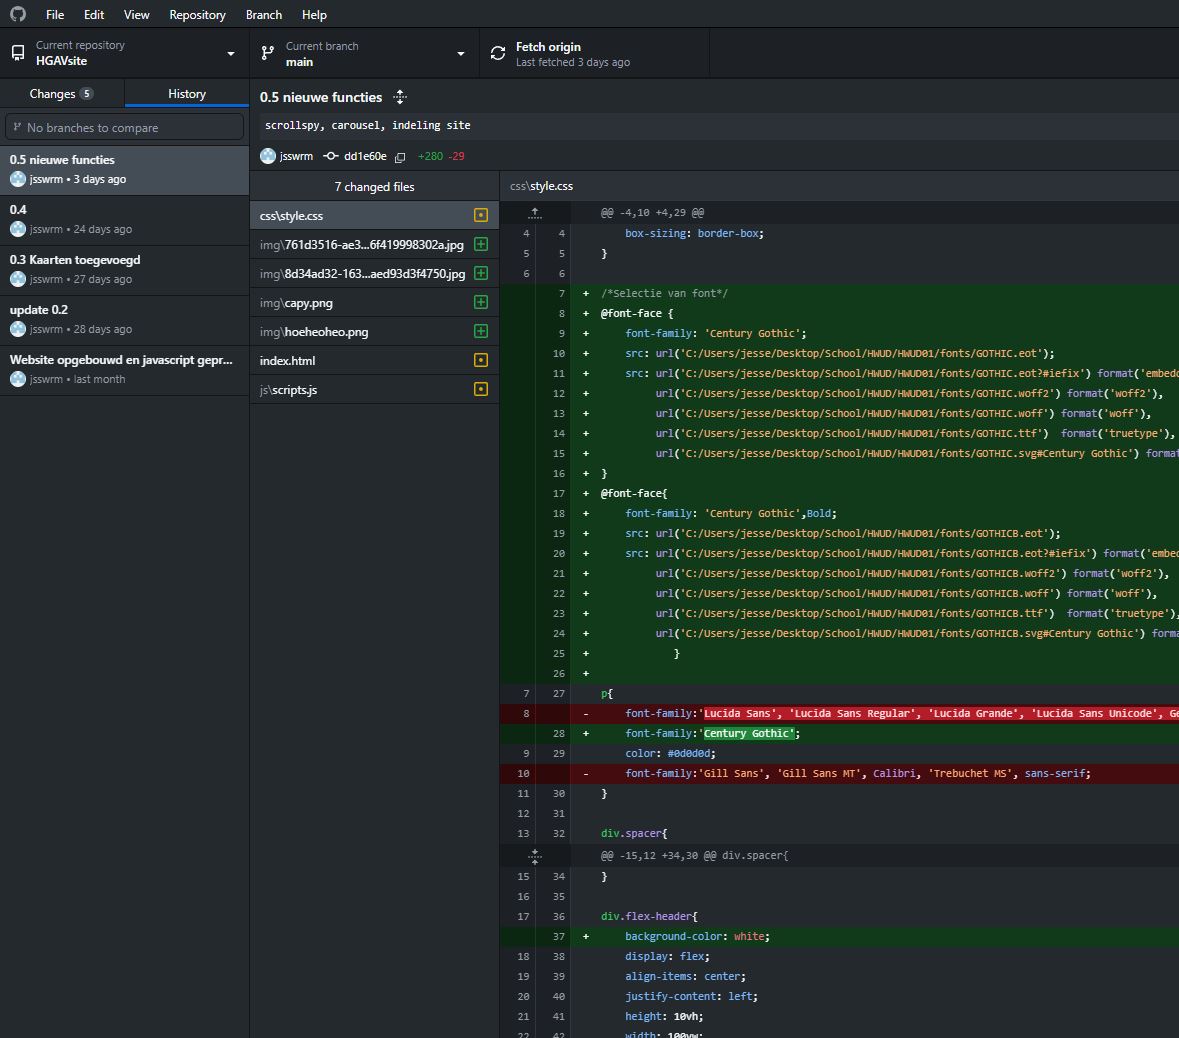 File Edit View Repository Branch Help
Current repository
HGAVsite
Current branch
main
Fetch origin
Last fetched 3 days ago
Changes 5
History
No branches to compare
0.5 nieuwe functies
jsswrm • 3 days ago
0.4
jsswrm • 24 days ago
0.3 Kaarten toegevoegd
jsswrm • 27 days ago
update 0.2
jsswrm • 28 days ago
Website opgebouwd en javascript gepr...
jsswrm • last month
0.5 nieuwe functies
scrollspy, carousel, indeling site
jsswrm dd1e60e +280 -29
7 changed files
css\style.css
img\761d3516-ae3...6f419998302a.jpg
img\8d34ad32-163...aed93d3f4750.jpg
img\capy.png
img\hoeheoheo.png
index.html
js\scripts.js
css\style.css
@@ -4,10 +4,29 @@
4 4 box-sizing: border-box;
5 5 }
6 6
7 + /*Selectie van font*/
8 + @font-face {
9 + font-family: 'Century Gothic';
10 + src: url('C:/Users/jesse/Desktop/School/HWUD/HWUD01/fonts/GOTHIC.eot');
11 + src: url('C:/Users/jesse/Desktop/School/HWUD/HWUD01/fonts/GOTHIC.eot?#iefix') format('embedd
12 + url('C:/Users/jesse/Desktop/School/HWUD/HWUD01/fonts/GOTHIC.woff2') format('woff2'),
13 + url('C:/Users/jesse/Desktop/School/HWUD/HWUD01/fonts/GOTHIC.woff') format('woff'),
14 + url('C:/Users/jesse/Desktop/School/HWUD/HWUD01/fonts/GOTHIC.ttf') format('truetype'),
15 + url('C:/Users/jesse/Desktop/School/HWUD/HWUD01/fonts/GOTHIC.svg#Century Gothic') format
16 + }
17 + @font-face{
18 + font-family: 'Century Gothic',Bold;
19 + src: url('C:/Users/jesse/Desktop/School/HWUD/HWUD01/fonts/GOTHICB.eot');
20 + src: url('C:/Users/jesse/Desktop/School/HWUD/HWUD01/fonts/GOTHICB.eot?#iefix') format('embed
21 + url('C:/Users/jesse/Desktop/School/HWUD/HWUD01/fonts/GOTHICB.woff2') format('woff2'),
22 + url('C:/Users/jesse/Desktop/School/HWUD/HWUD01/fonts/GOTHICB.woff') format('woff'),
23 + url('C:/Users/jesse/Desktop/School/HWUD/HWUD01/fonts/GOTHICB.ttf') format('truetype'),
24 + url('C:/Users/jesse/Desktop/School/HWUD/HWUD01/fonts/GOTHICB.svg#Century Gothic') forma
25 + }
26 +
7 27 p{
8 - font-family:'Lucida Sans', 'Lucida Sans Regular', 'Lucida Grande', 'Lucida Sans Unicode', Ge
28 + font-family:'Century Gothic';
9 29 color: #0d0d0d;
10 - font-family:'Gill Sans', 'Gill Sans MT', Calibri, 'Trebuchet MS', sans-serif;
11 30 }
12 31
13 32 div.spacer{
@@ -15,12 +34,30 @@ div.spacer{
15 34 }
16 35
17 36 div.flex-header{
37 + background-color: white;
18 38 display: flex;
19 39 align-items: center;
20 40 justify-content: left;
21 41 height: 10vh;
22 42 width: 100vw;